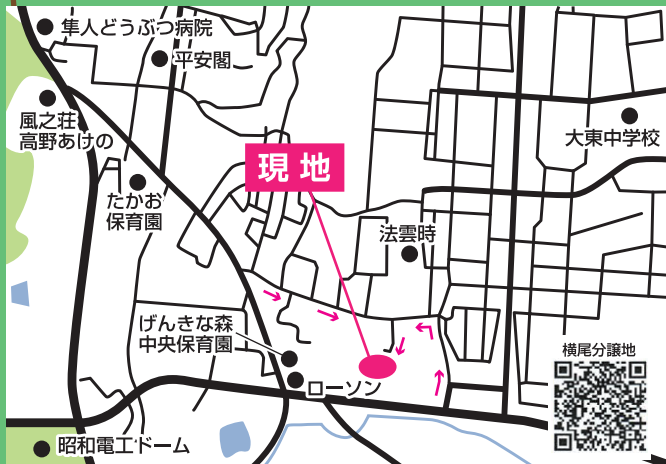 隼人どうぶつ病院
平安閣
風之荘
高野あけの
大東中学校
現地
たかお
保育園
法雲時
げんきな森
中央保育園
ローソン
横尾分譲地
昭和電工ドーム